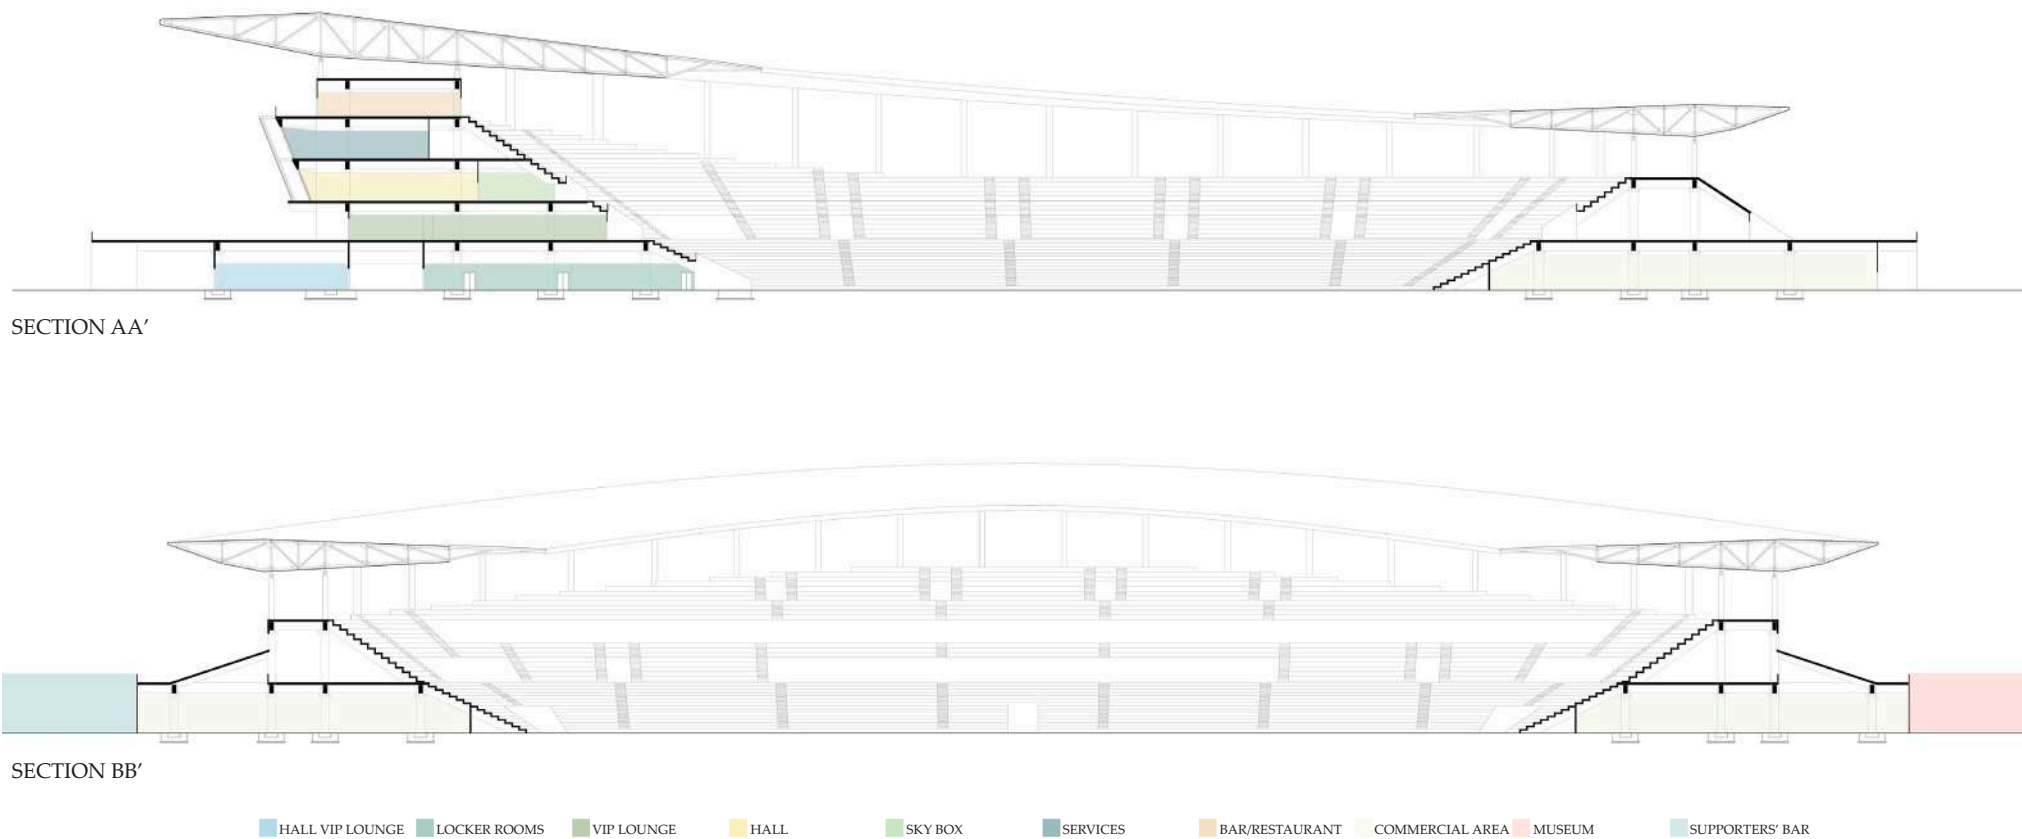 SECTION AA'
SECTION BB'
HALL VIP LOUNGE LOCKER ROOMS VIP LOUNGE HALL SKY BOX SERVICES BAR/RESTAURANT COMMERCIAL AREA MUSEUM SUPPORTERS' BAR